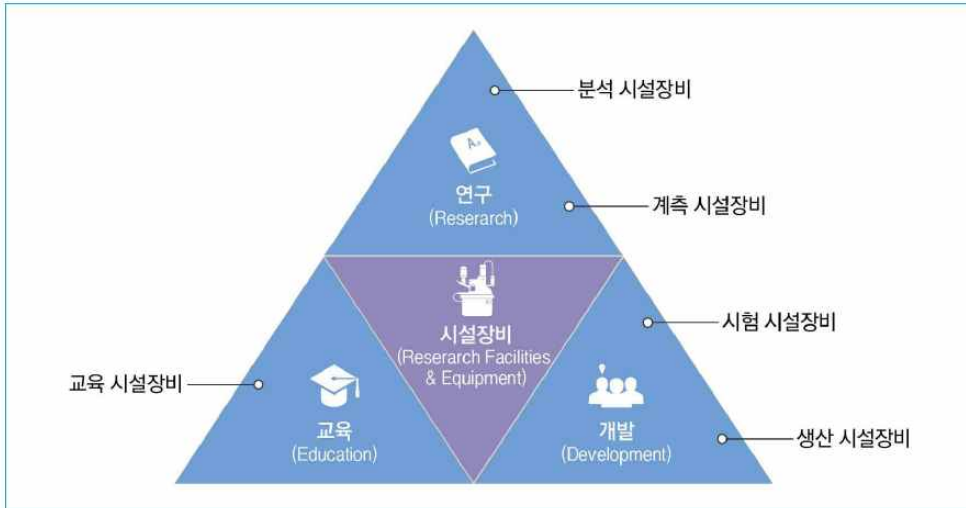 분석 시설장비
연구
(Reserarch)
계측 시설장비
시설장비
(Reserarch Facilities
& Equipment)
시험 시설장비
교육 시설장비
교육
(Education)
개발
(Development)
생산 시설장비